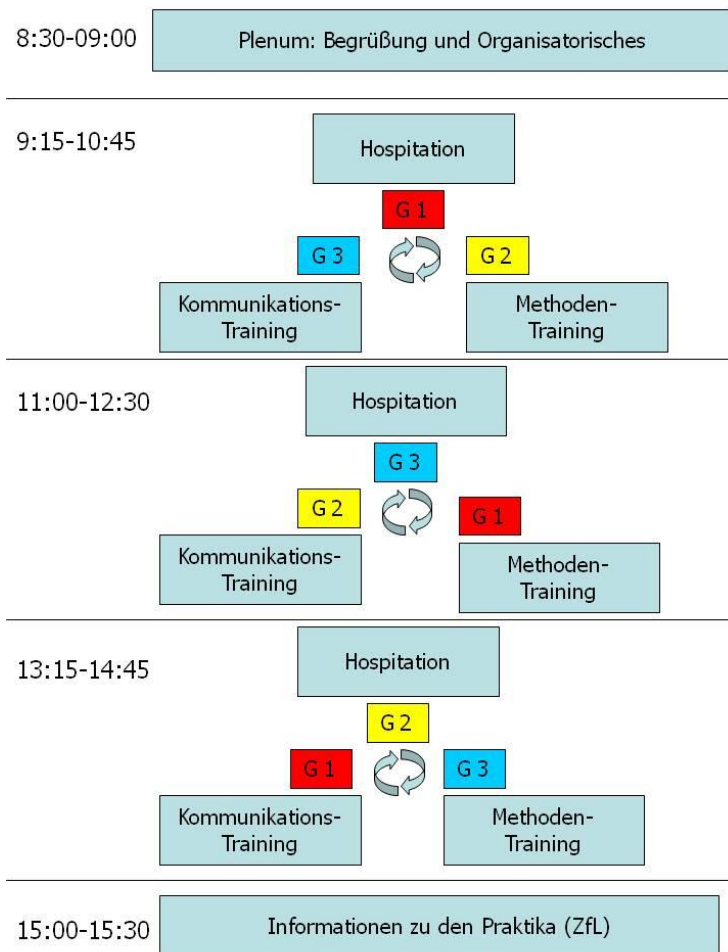 8:30-09:00
Plenum: Begrüßung und Organisatorisches
9:15-10:45
Hospitation
G 1
G 3
G 2
Kommunikations-
Training
Methoden-
Training
11:00-12:30
Hospitation
G 3
G 2
G 1
Kommunikations-
Training
Methoden-
Training
13:15-14:45
Hospitation
G 2
G 1
G 3
Kommunikations-
Training
Methoden-
Training
15:00-15:30
Informationen zu den Praktika (ZfL)